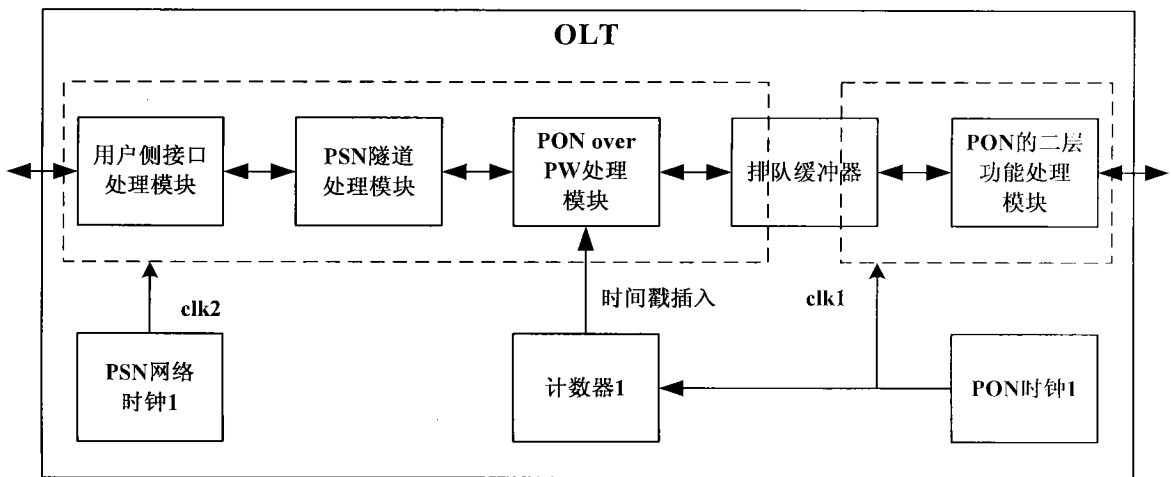 OLT
用户侧接口
处理模块
PSN隧道
处理模块
PON over
PW处理
模块
排队缓冲器
PON的二层
功能处理
模块
clk2
时间戳插入
clk1
PSN网络
时钟1
计数器1
PON时钟1